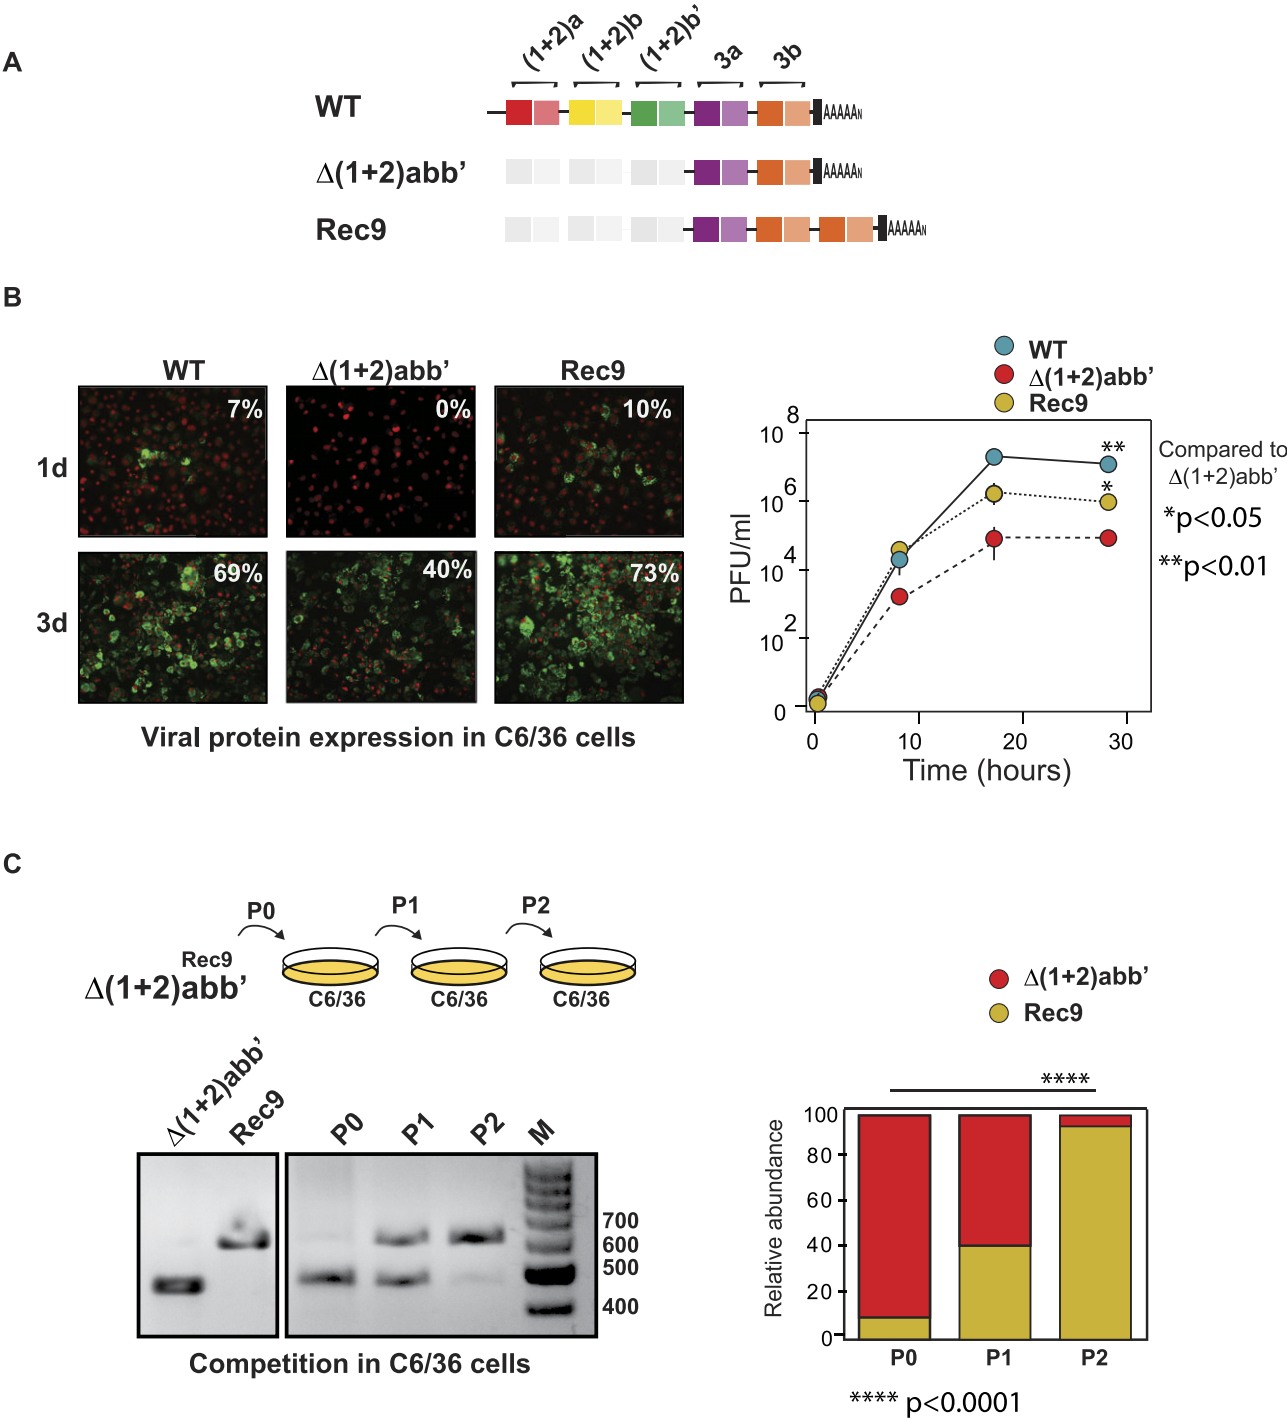 A
(1+2)a
(1+2)b
(1+2)b’
3a
3b
WT
AAAAAN
Δ(1+2)abb’
AAAAAN
Rec9
AAAAAN
B
WT
Δ(1+2)abb’
Rec9
1d
7%
0%
10%
3d
69%
40%
73%
Viral protein expression in C6/36 cells
WT
Δ(1+2)abb’
Rec9
PFU/ml
10 8
10 6
10 4
10 2
0
0
10
20
30
Time (hours)
**
*
Compared to
Δ(1+2)abb’
*p<0.05
**p<0.01
C
P0
P1
P2
Rec9
Δ(1+2)abb’
C6/36
C6/36
C6/36
Δ(1+2)abb’
Rec9
P0
P1
P2
M
700
600
500
400
Competition in C6/36 cells
Δ(1+2)abb’
Rec9
****
Relative abundance
100
80
60
40
20
0
P0
P1
P2
**** p<0.0001